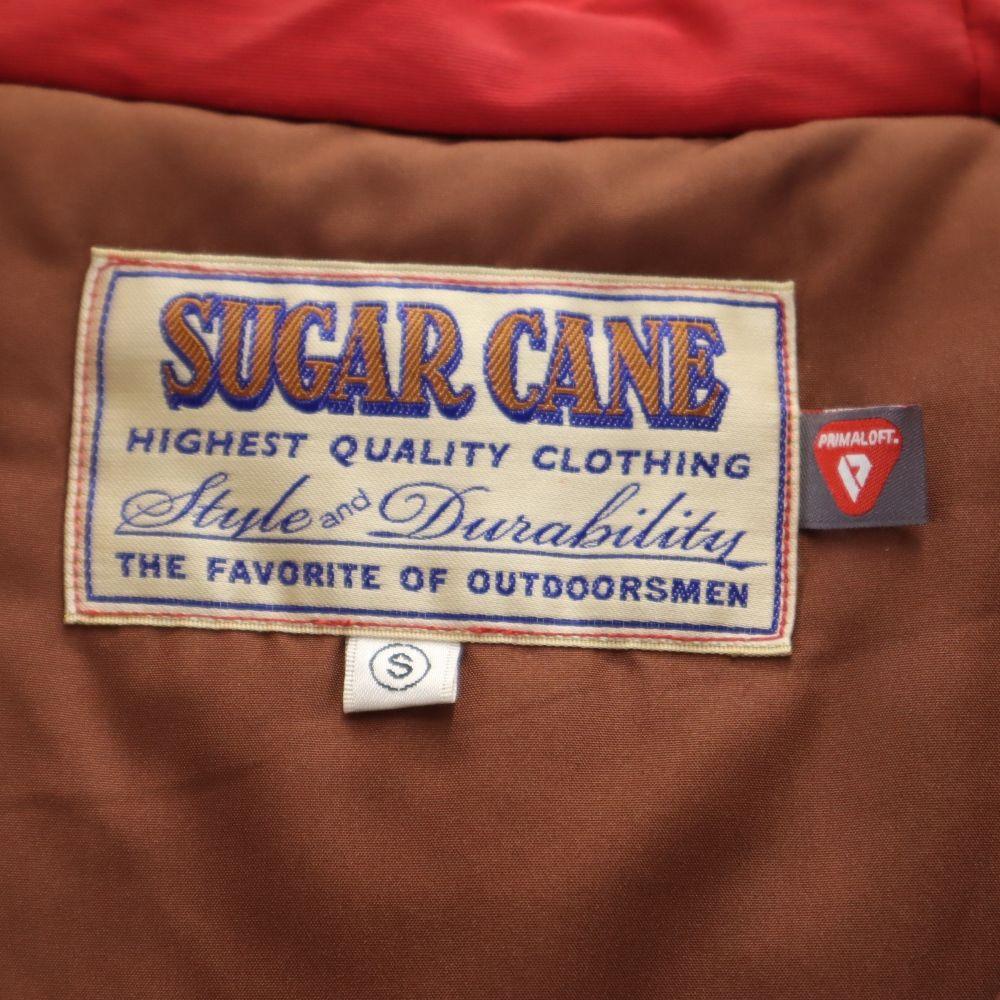 SUGAR CANE
HIGHEST QUALITY CLOTHING
Style and Durability
THE FAVORITE OF OUTDOORSMEN
PRIMALOFT.
S